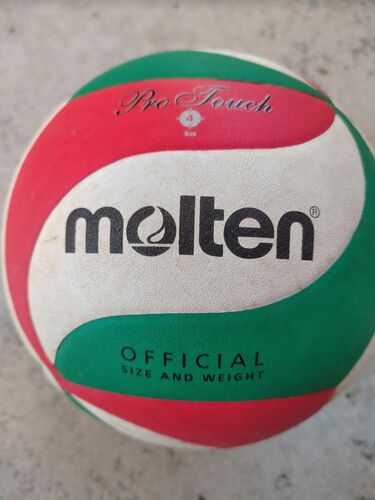 Pro Touch
4
Size
molten®
OFFICIAL
SIZE AND WEIGHT